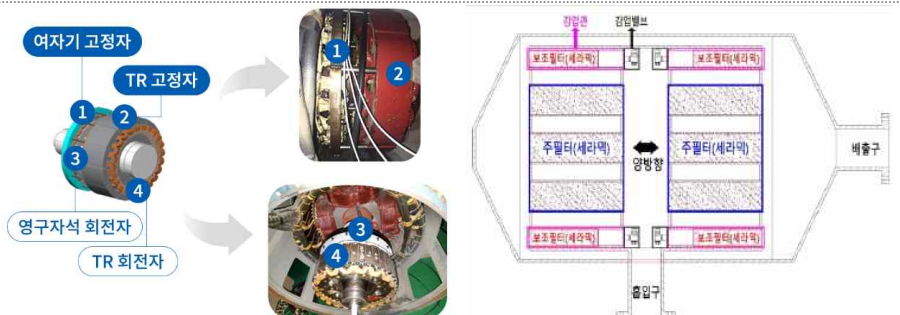 여자기 고정자
TR 고정자
1
2
3
4
영구자석 회전자
TR 회전자
1
2
3
4
감압관
감압밸브
보조필터(세라믹)
보조필터(세라믹)
주필터(세라믹)
양방향
주필터(세라믹)
배출구
보조필터(세라믹)
보조필터(세라믹)
흡입구